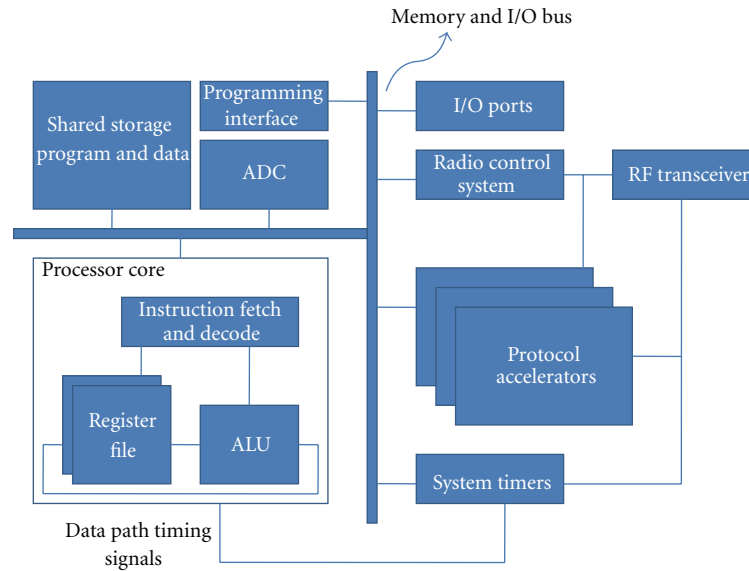 Memory and I/O bus
Programming
interface
I/O ports
Shared storage
program and data
ADC
Radio control
system
RF transceiver
Processor core
Instruction fetch
and decode
Protocol
accelerators
Register
file
ALU
System timers
Data path timing
signals